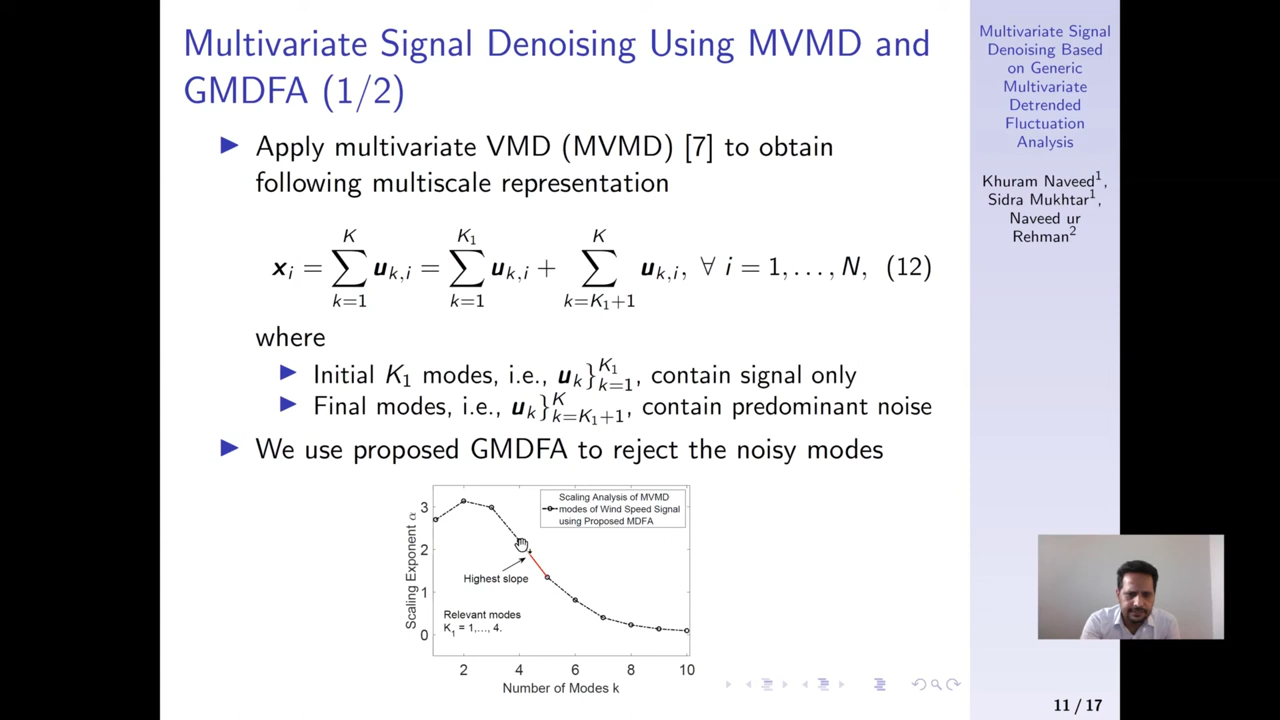 Multivariate Signal Denoising Using MVMD and
GMDFA (1/2)
▶ Apply multivariate VMD (MVMD) [7] to obtain
following multiscale representation
x_i = ∑_{k=1}^{K} u_{k,i} = ∑_{k=1}^{K_1} u_{k,i} + ∑_{k=K_1+1}^{K} u_{k,i}, ∀ i = 1, . . . , N, (12)
where
▶ Initial K_1 modes, i.e., u_k}_{k=1}^{K_1}, contain signal only
▶ Final modes, i.e., u_k}_{k=K_1+1}^{K}, contain predominant noise
▶ We use proposed GMDFA to reject the noisy modes
Scaling Analysis of MVMD
modes of Wind Speed Signal
using Proposed MDFA
Scaling Exponent α
3
2
1
0
Highest slope
Relevant modes
K_1 = 1,..., 4.
2 4 6 8 10
Number of Modes k
Multivariate Signal
Denoising Based
on Generic
Multivariate
Detrended
Fluctuation
Analysis
Khuram Naveed^1,
Sidra Mukhtar^1,
Naveed ur
Rehman^2
11 / 17